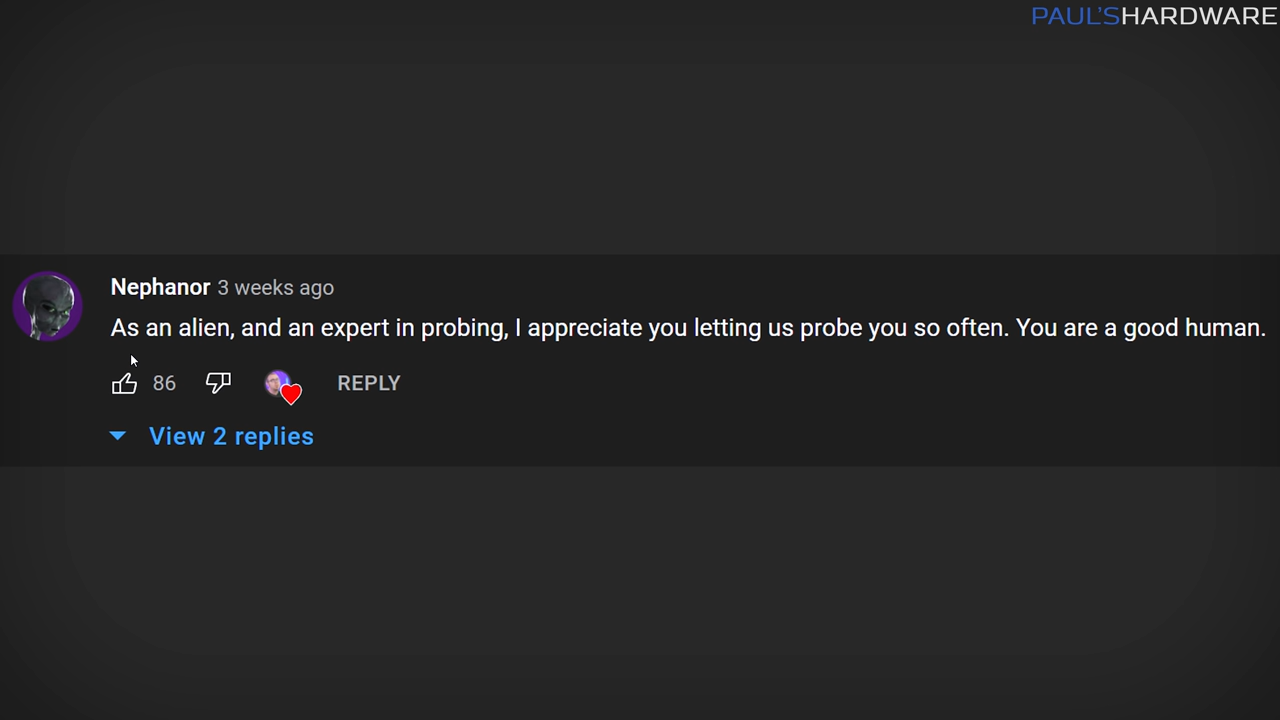 PAUL'SHARDWARE
Nephanor 3 weeks ago
As an alien, and an expert in probing, I appreciate you letting us probe you so often. You are a good human.
86 REPLY
View 2 replies